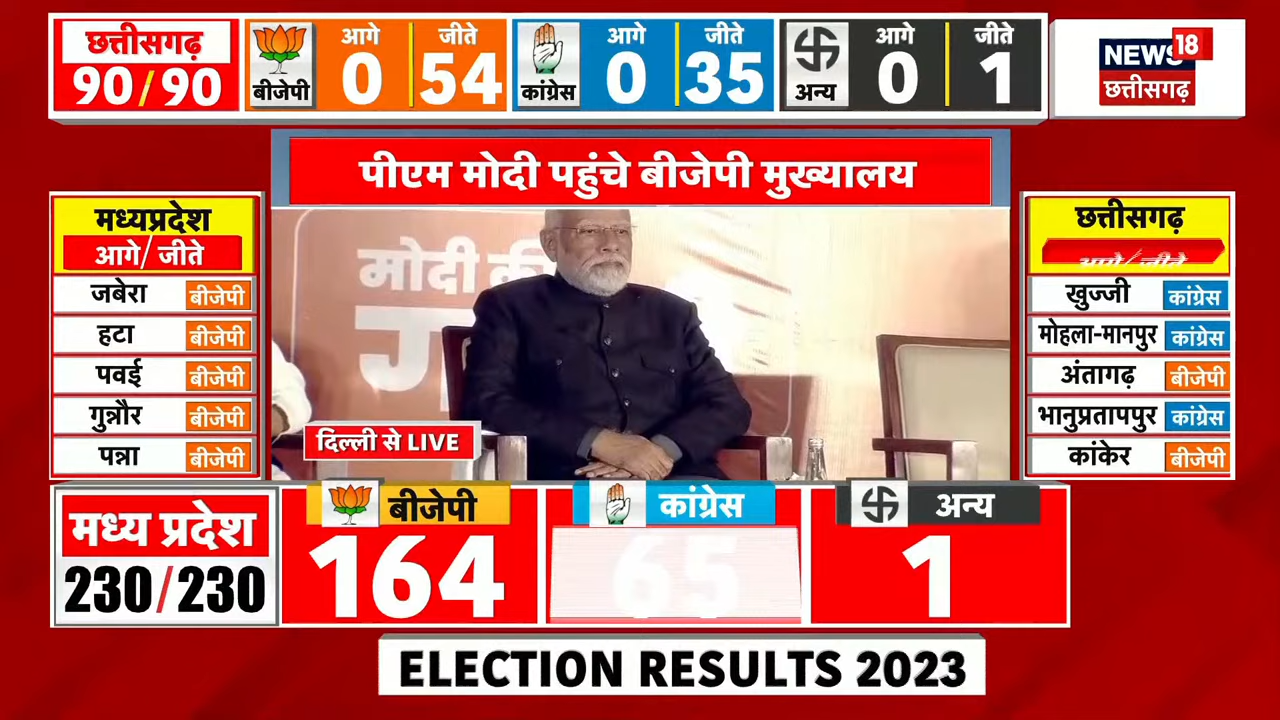 छत्तीसगढ़
90/90
बीजेपी
आगे
0
जीते
54
कांग्रेस
आगे
0
जीते
35
अन्य
आगे
0
जीते
1
NEWS18
छत्तीसगढ़
पीएम मोदी पहुंचे बीजेपी मुख्यालय
मध्यप्रदेश
आगे/जीते
जबेरा बीजेपी
हटा बीजेपी
पवई बीजेपी
गुन्नौर बीजेपी
पन्ना बीजेपी
मोदी की
दिल्ली से LIVE
छत्तीसगढ़
आगे/जीते
खुज्जी कांग्रेस
मोहला-मानपुर कांग्रेस
अंतागढ़ बीजेपी
भानुप्रतापपुर कांग्रेस
कांकेर बीजेपी
मध्य प्रदेश
230/230
बीजेपी
164
कांग्रेस
65
अन्य
1
ELECTION RESULTS 2023